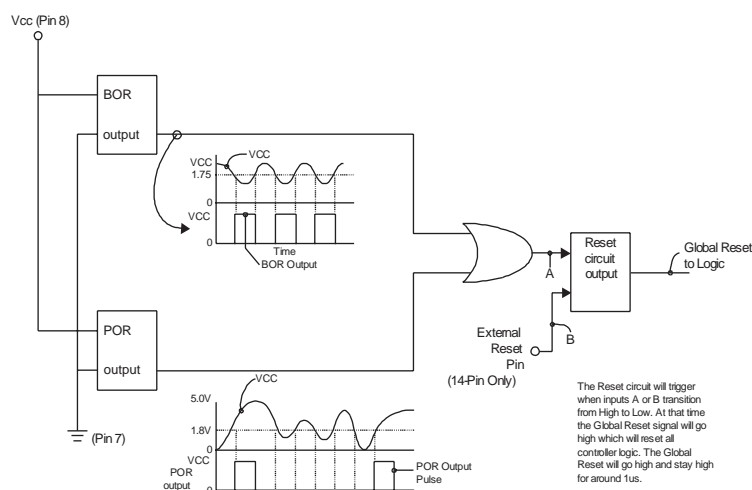 Vcc (Pin 8)
BOR
output
VCC
VCC
1.75
0
VCC
0
Time
BOR Output
A
Reset
circuit
output
Global Reset
to Logic
External
Reset
Pin
(14-Pin Only)
B
POR
output
(Pin 7)
VCC
5.0V
1.8V
0
VCC
POR
output
0
POR Output
Pulse
The Reset circuit will trigger
when inputs A or B transition
from High to Low. At that time
the Global Reset signal will go
high which will reset all
controller logic. The Global
Reset will go high and stay high
for around 1us.